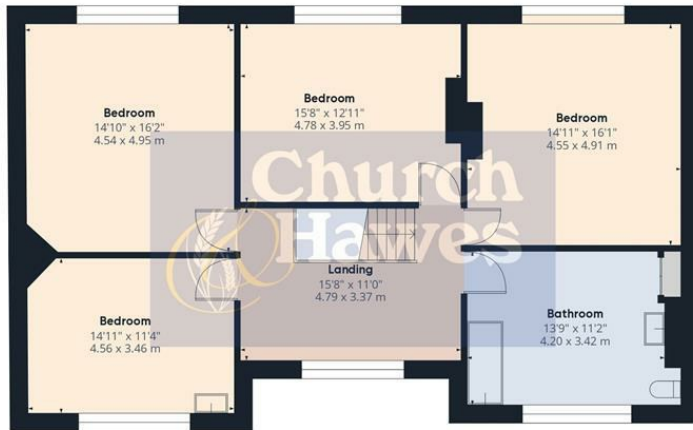 Bedroom
14'10" x 16'2"
4.54 x 4.95 m
Bedroom
15'8" x 12'11"
4.78 x 3.95 m
Bedroom
14'11" x 16'1"
4.55 x 4.91 m
Church
& Hawes
Landing
15'8" x 11'0"
4.79 x 3.37 m
Bedroom
14'11" x 11'4"
4.56 x 3.46 m
Bathroom
13'9" x 11'2"
4.20 x 3.42 m